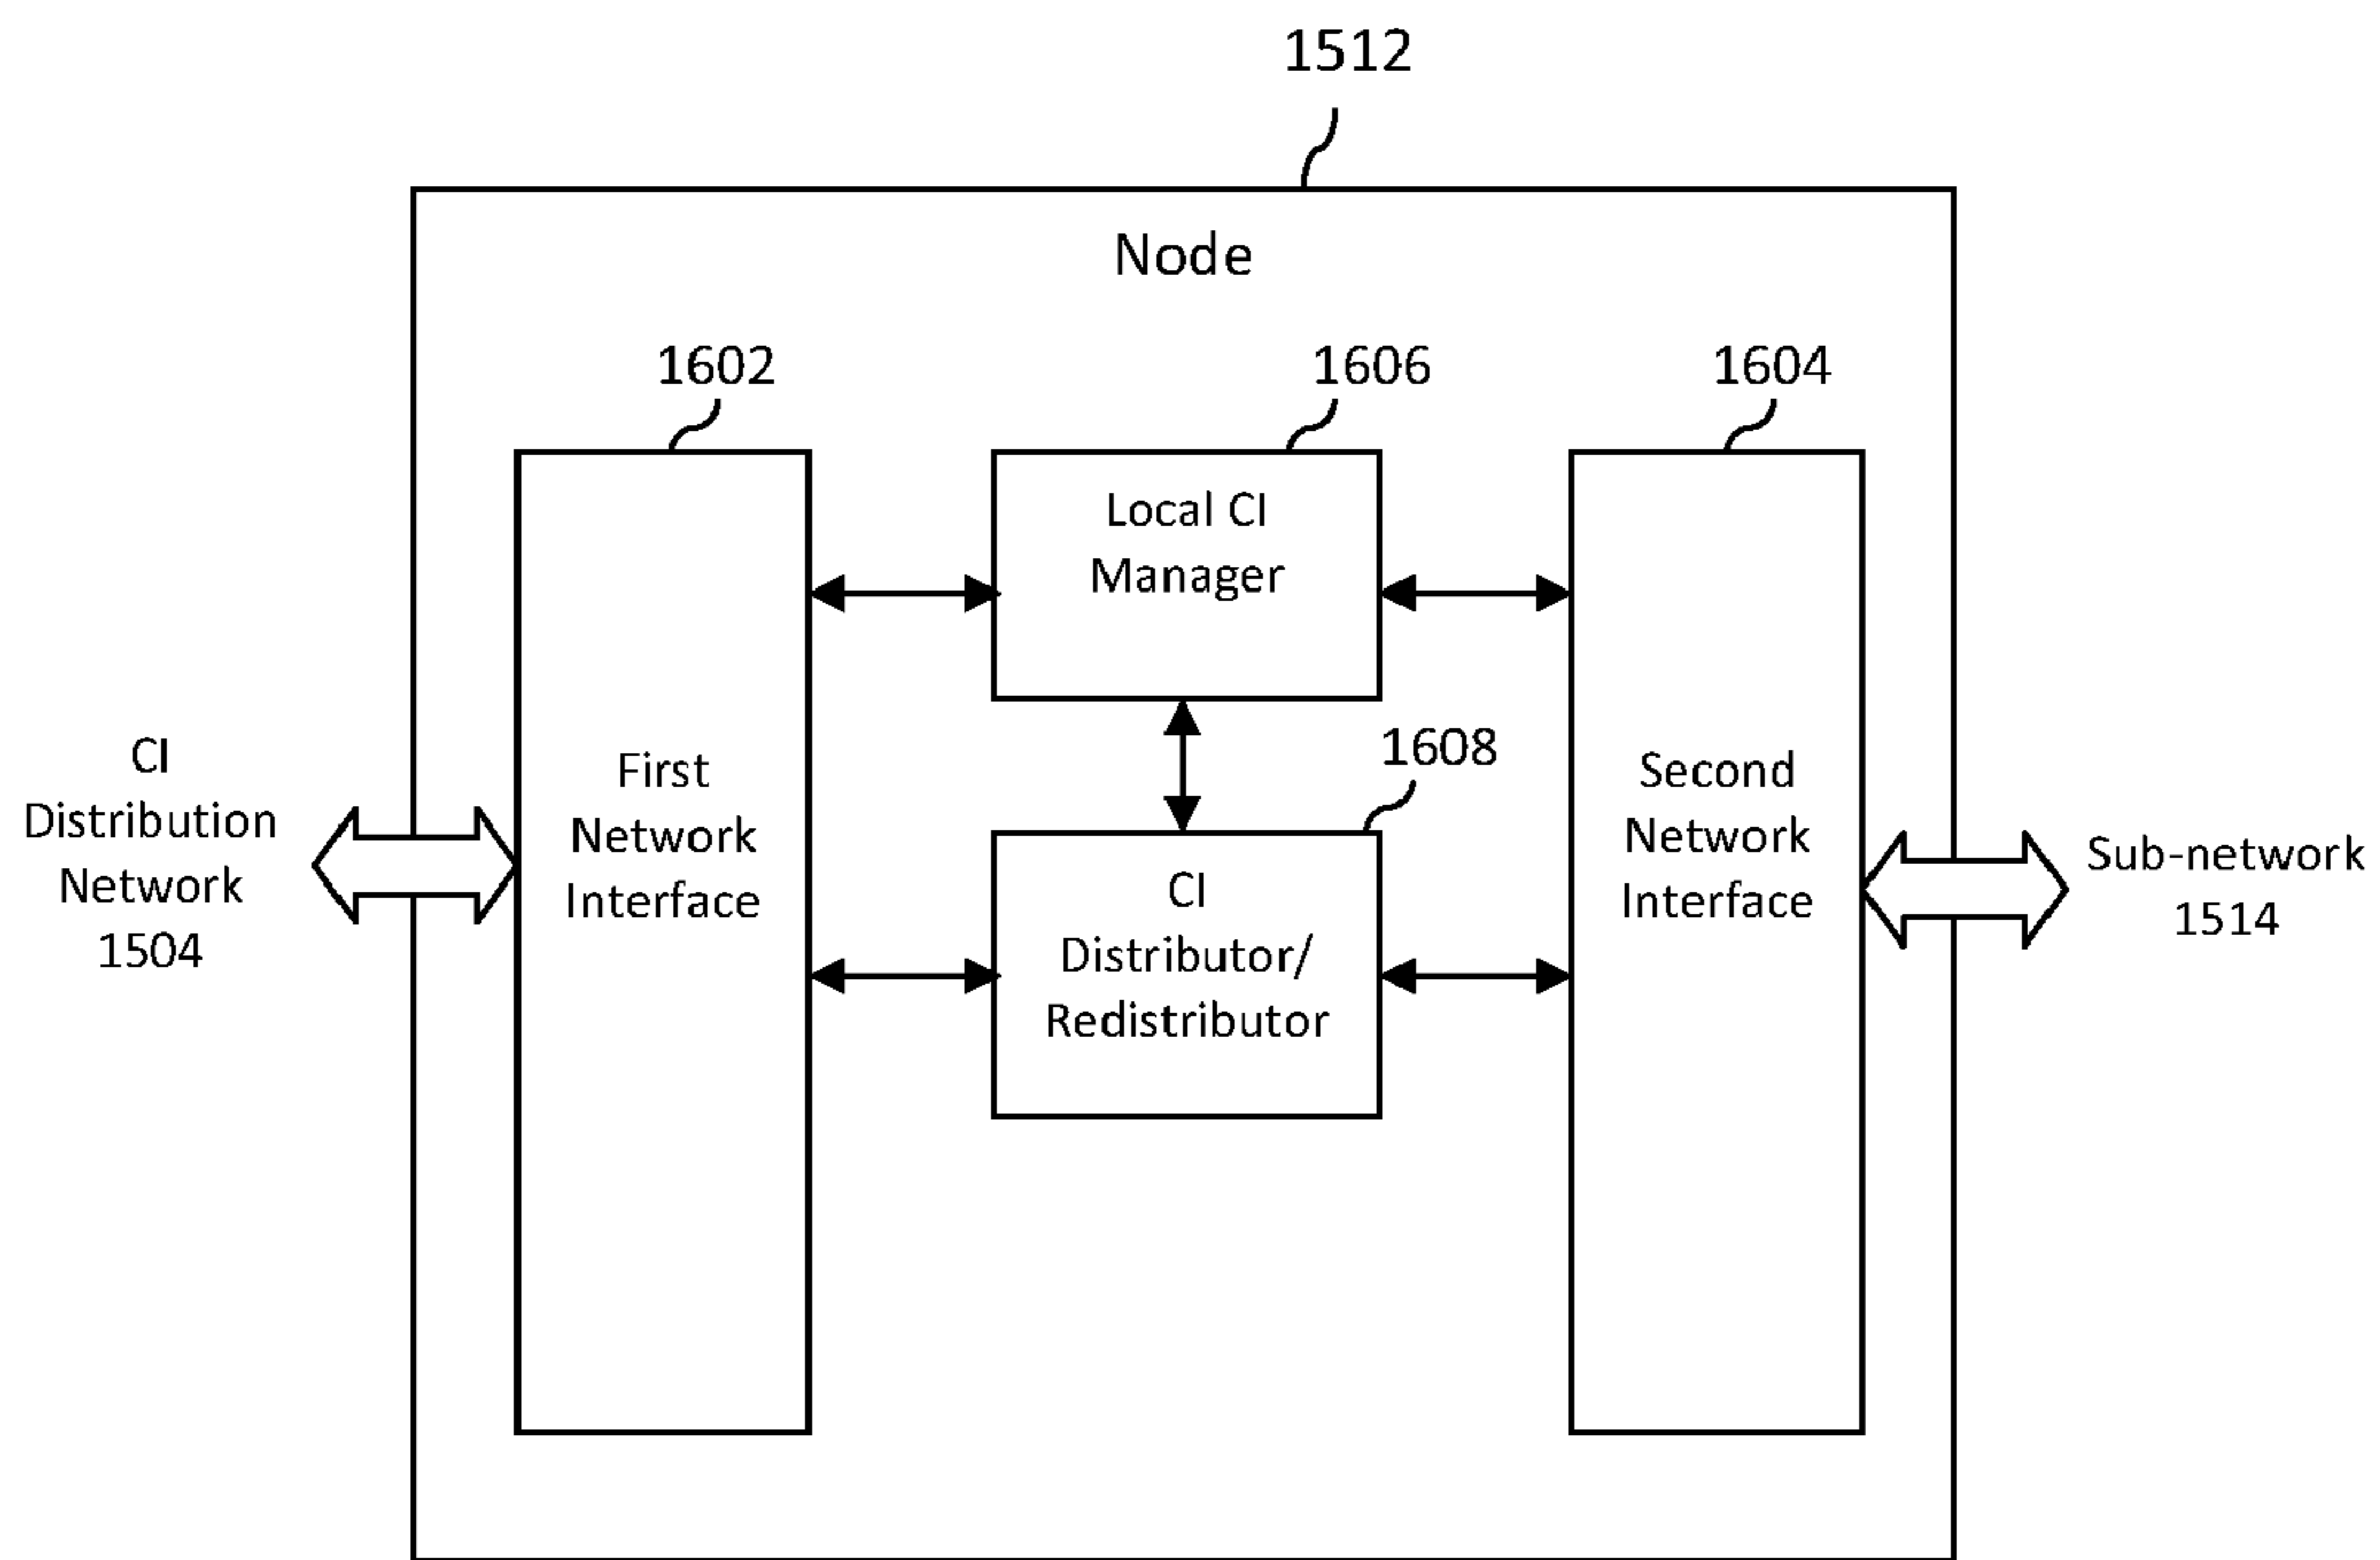 1512
Node
1602
1606
1604
Local CI
Manager
1608
CI
Distribution
Network
1504
First
Network
Interface
CI
Distributor/
Redistributor
Second
Network
Interface
Sub-network
1514